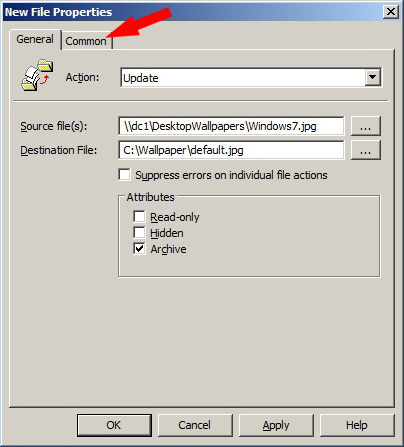 New File Properties
General Common
Action: Update
Source file(s): \\dc1\DesktopWallpapers\Windows7.jpg ...
Destination File: C:\Wallpaper\default.jpg ...
Suppress errors on individual file actions
Attributes
Read-only
Hidden
Archive
OK Cancel Apply Help